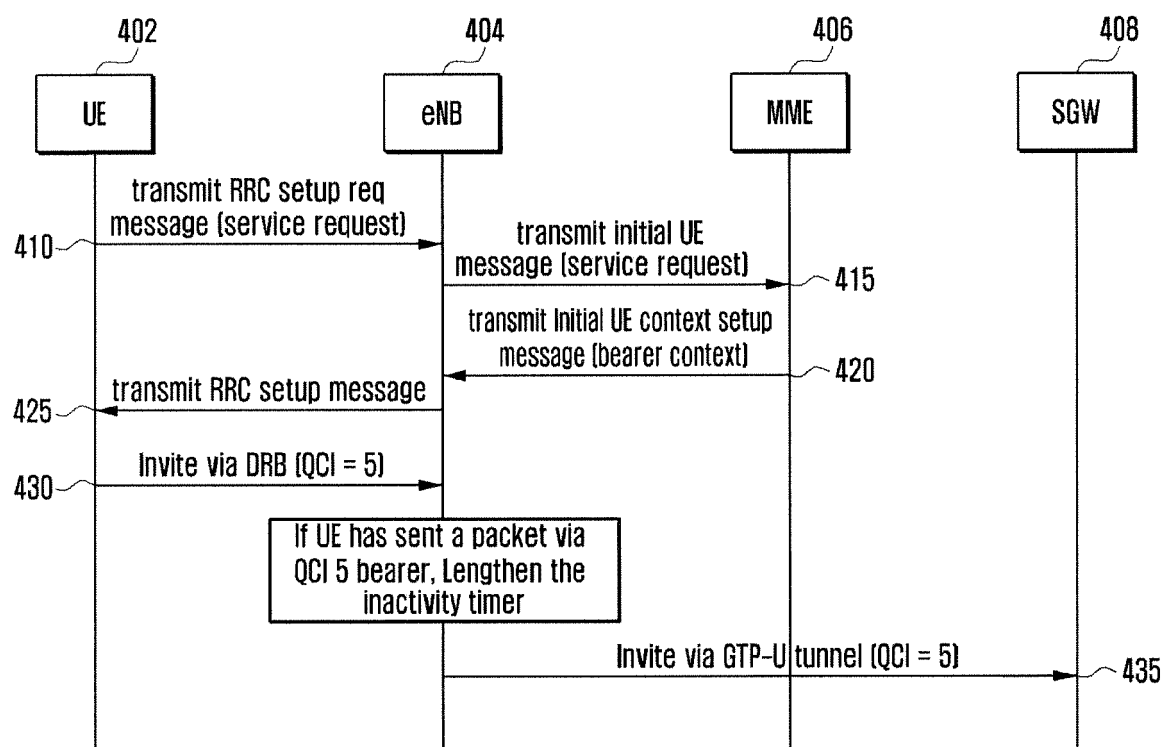 402
404
406
408
UE
eNB
MME
SGW
transmit RRC setup req
message (service request)
410
transmit initial UE
message (service request)
415
transmit Initial UE context setup
message (bearer context)
420
transmit RRC setup message
425
Invite via DRB (QCI = 5)
430
If UE has sent a packet via
QCI 5 bearer, Lengthen the
inactivity timer
Invite via GTP-U tunnel (QCI = 5)
435